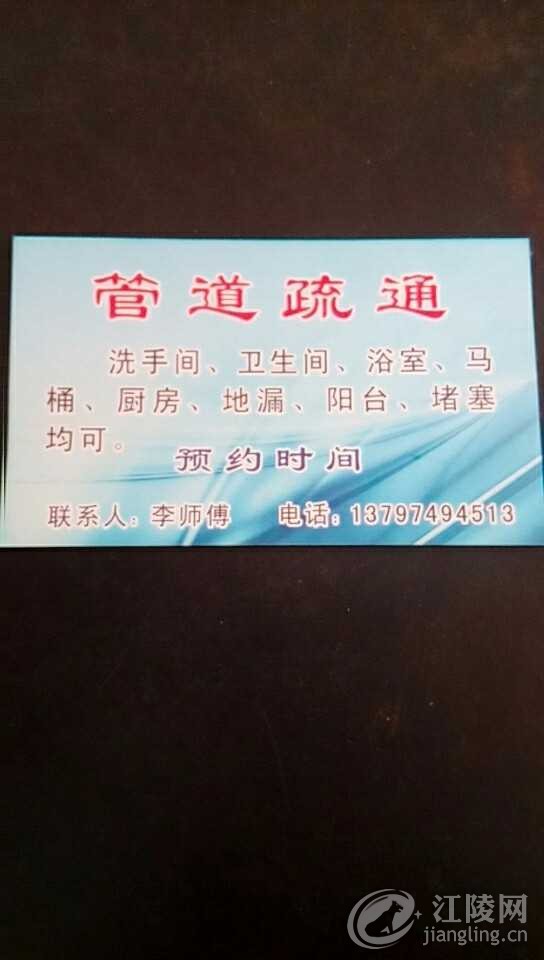 管道疏通
洗手间、卫生间、浴室、马
桶、厨房、地漏、阳台、堵塞
均可。
预约时间
联系人：李师傅 电话：13797494513
江陵网
jiangling.cn